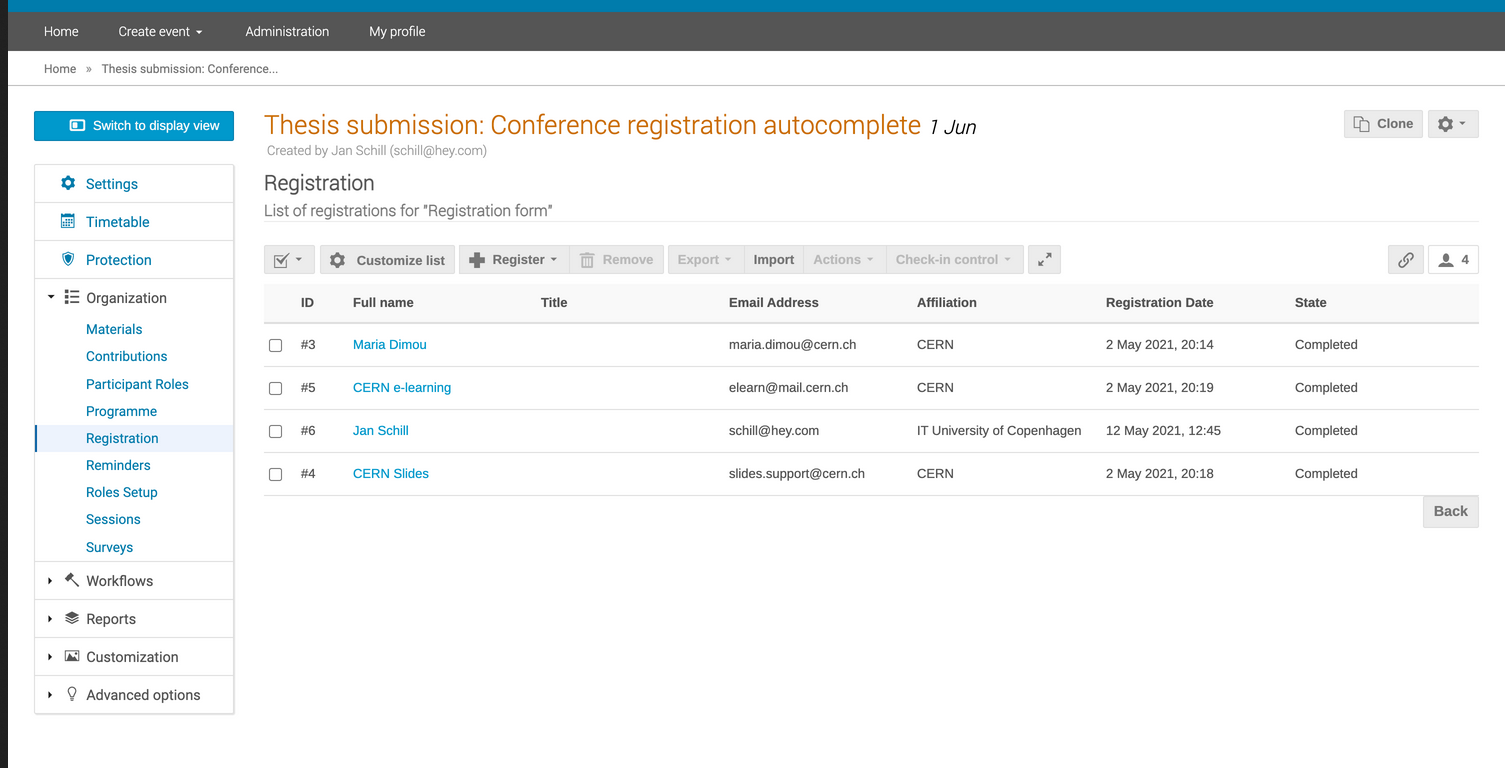 Home Create event Administration My profile
Home » Thesis submission: Conference...
Switch to display view
Settings
Timetable
Protection
Organization
Materials
Contributions
Participant Roles
Programme
Registration
Reminders
Roles Setup
Sessions
Surveys
Workflows
Reports
Customization
Advanced options
Thesis submission: Conference registration autocomplete 1 Jun
Clone
Created by Jan Schill (schill@hey.com)
Registration
List of registrations for "Registration form"
Customize list Register Remove Export Import Actions Check-in control 4
ID Full name Title Email Address Affiliation Registration Date State
#3 Maria Dimou maria.dimou@cern.ch CERN 2 May 2021, 20:14 Completed
#5 CERN e-learning elearn@mail.cern.ch CERN 2 May 2021, 20:19 Completed
#6 Jan Schill schill@hey.com IT University of Copenhagen 12 May 2021, 12:45 Completed
#4 CERN Slides slides.support@cern.ch CERN 2 May 2021, 20:18 Completed
Back